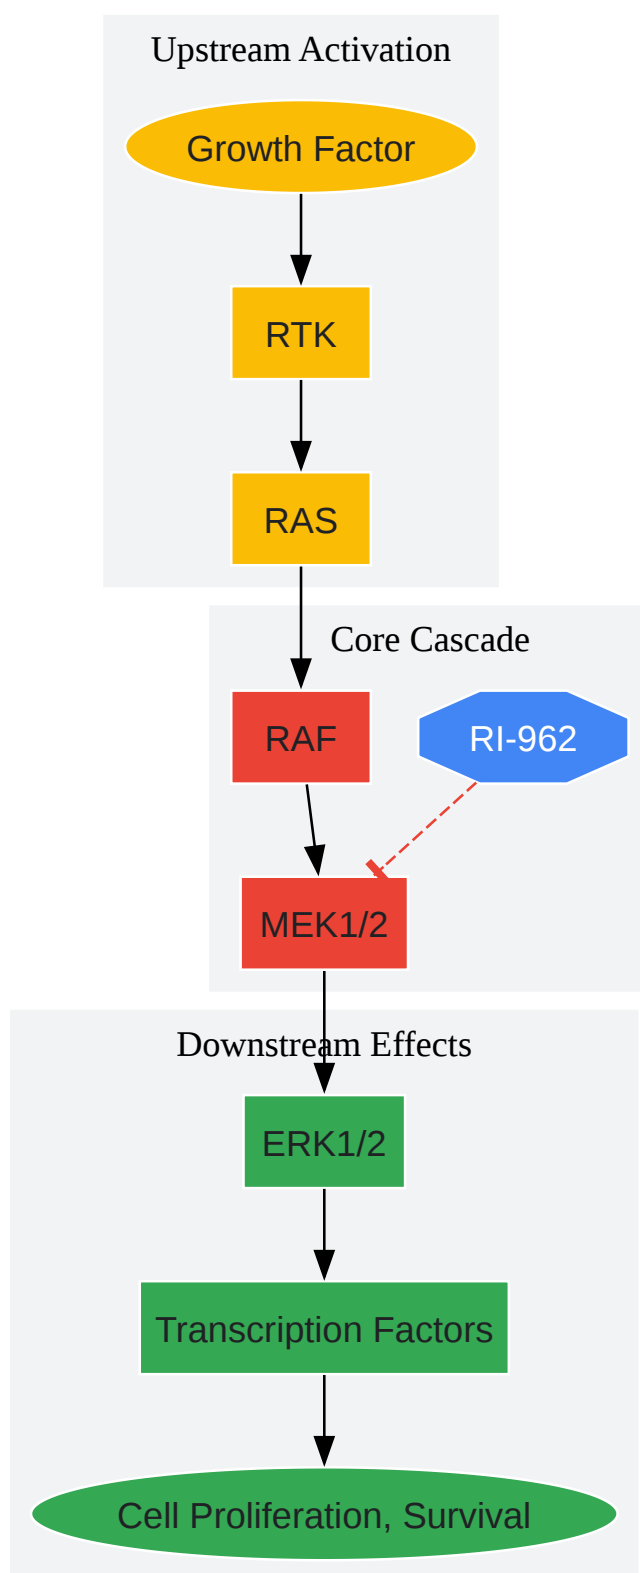 Upstream Activation
Growth Factor
RTK
RAS
Core Cascade
RAF
RI-962
MEK1/2
Downstream Effects
ERK1/2
Transcription Factors
Cell Proliferation, Survival